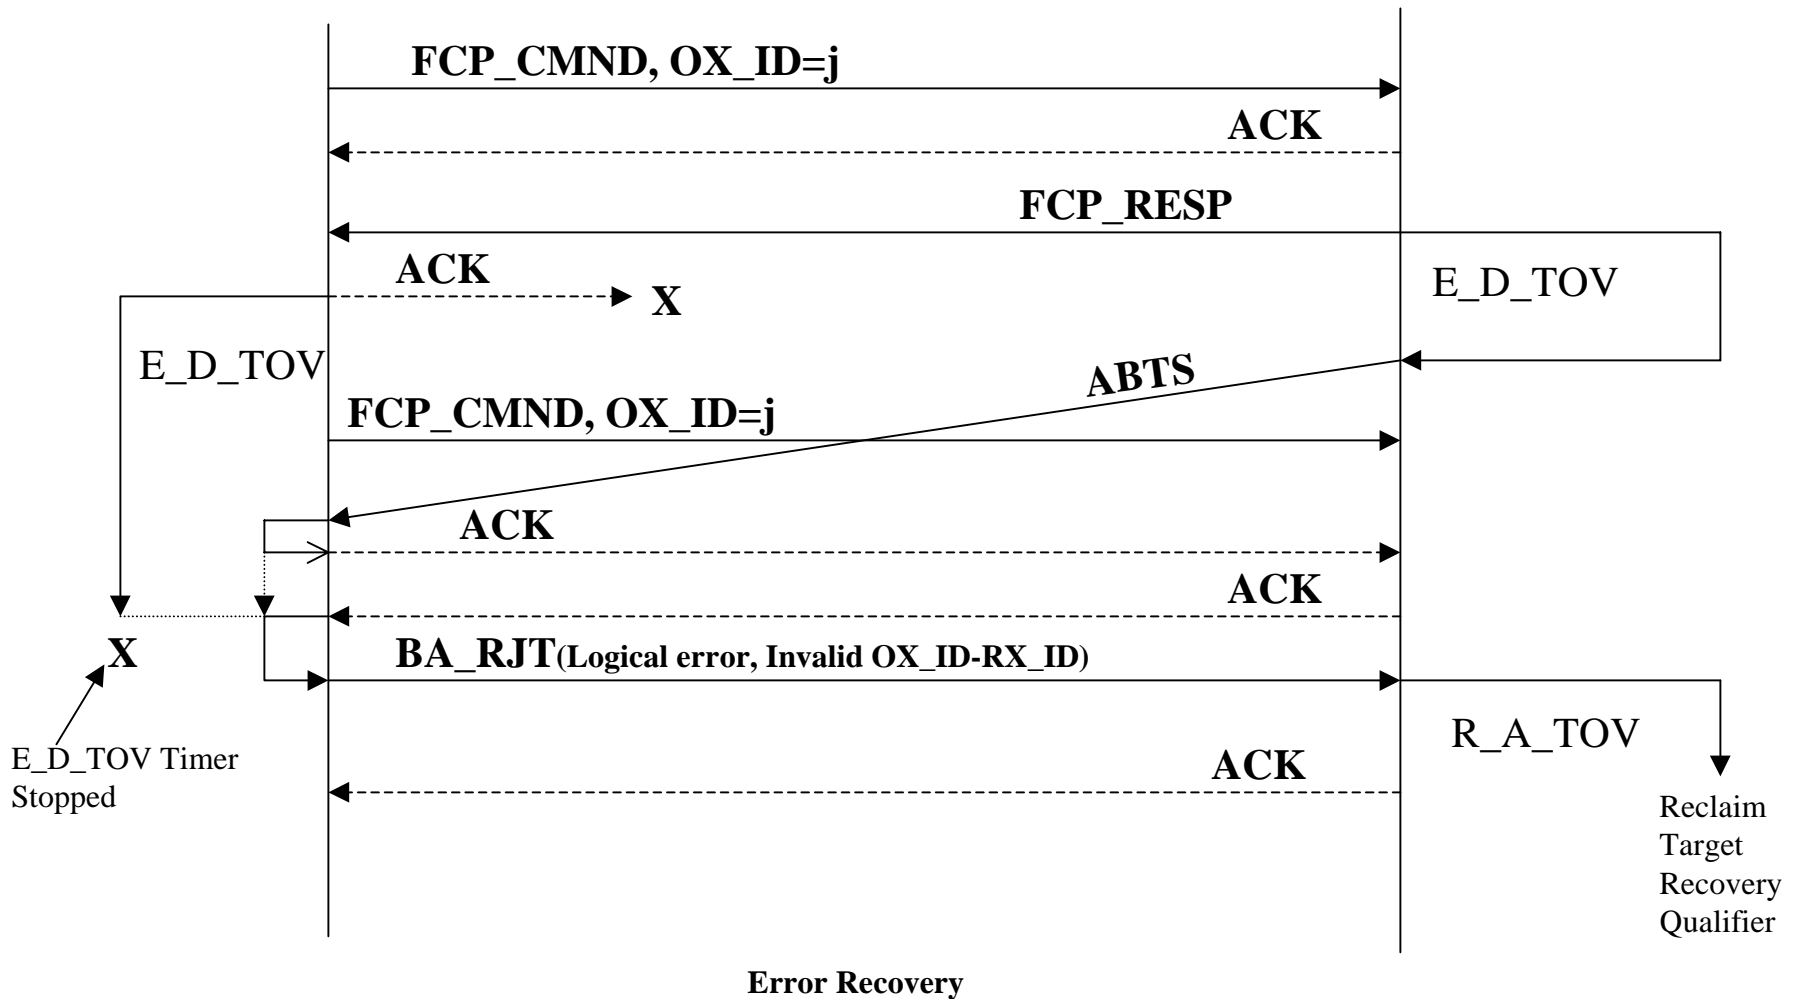 FCP_CMND, OX_ID=j
ACK
FCP_RESP
ACK
X
E_D_TOV
E_D_TOV
ABTS
FCP_CMND, OX_ID=j
ACK
ACK
X
BA_RJT(Logical error, Invalid OX_ID-RX_ID)
R_A_TOV
E_D_TOV Timer
Stopped
ACK
Reclaim
Target
Recovery
Qualifier
Error Recovery